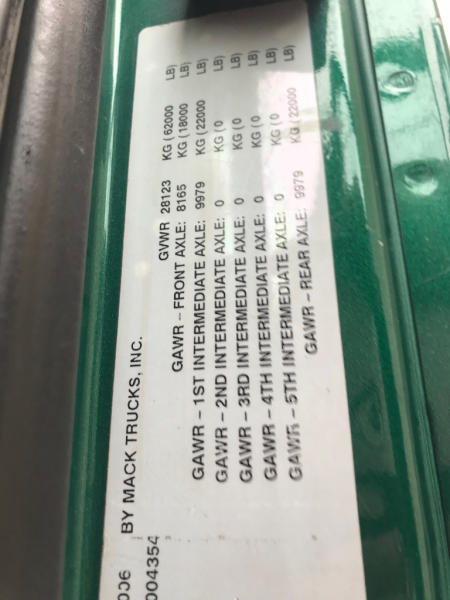 006 BY MACK TRUCKS, INC.
004354
GVWR 28123 KG (62000 LB)
GAWR – FRONT AXLE: 8165 KG (18000 LB)
GAWR – 1ST INTERMEDIATE AXLE: 9979 KG (22000 LB)
GAWR – 2ND INTERMEDIATE AXLE: 0 KG (0 LB)
GAWR – 3RD INTERMEDIATE AXLE: 0 KG (0 LB)
GAWR – 4TH INTERMEDIATE AXLE: 0 KG (0 LB)
GAWR – 5TH INTERMEDIATE AXLE: 0 KG (0 LB)
GAWR – REAR AXLE: 9979 KG (22000 LB)